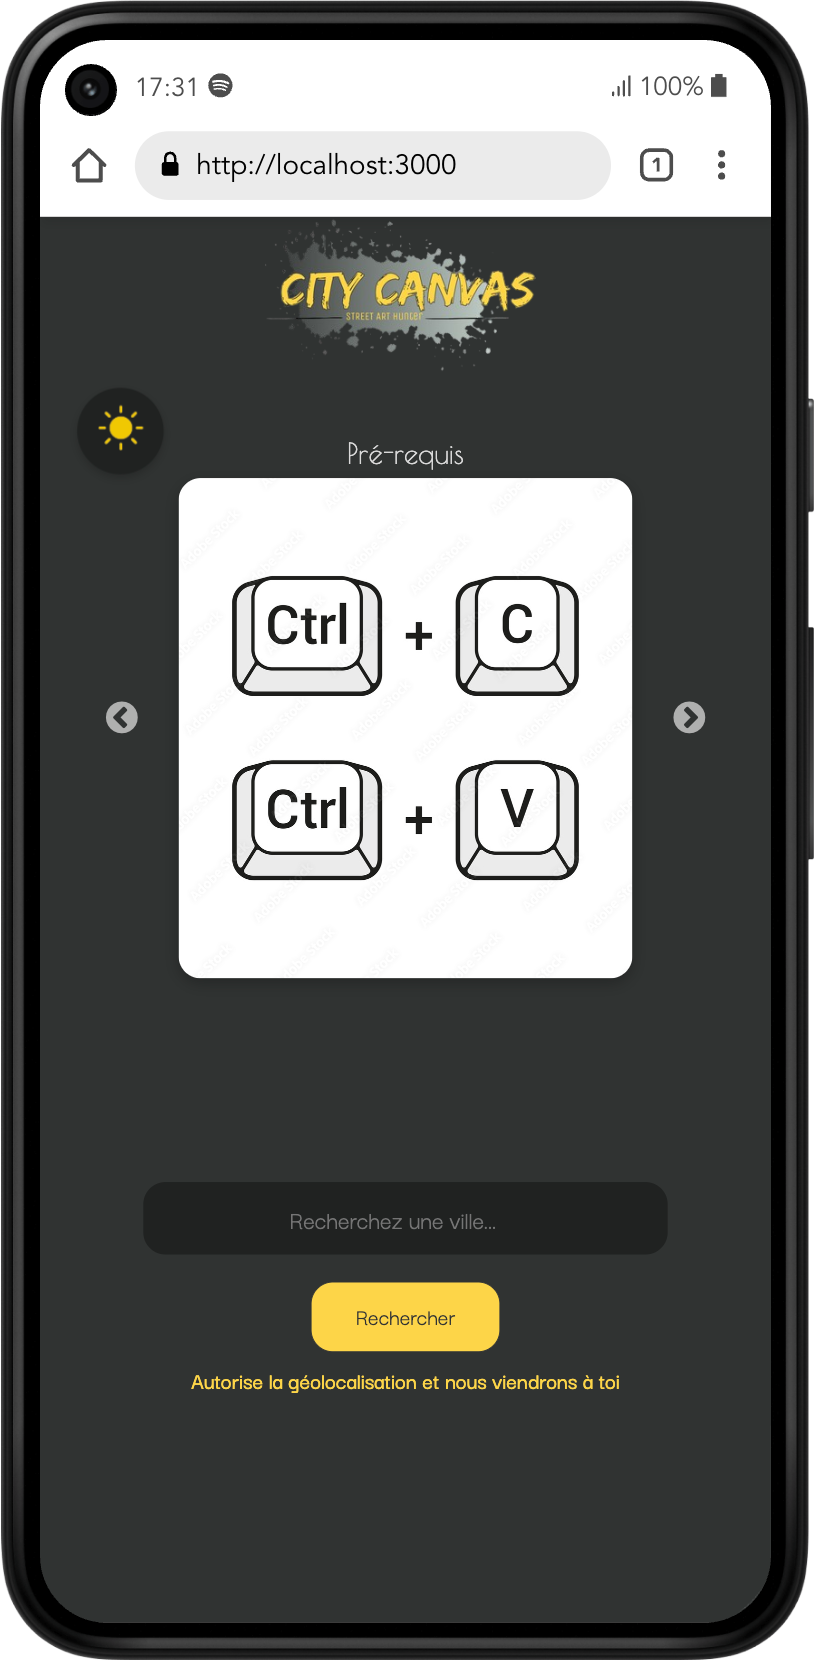 17:31
100%
http://localhost:3000
1
CITY CANVAS
STREET ART HUNTER
Pré-requis
Ctrl + C
Ctrl + V
Recherchez une ville...
Rechercher
Autorise la géolocalisation et nous viendrons à toi